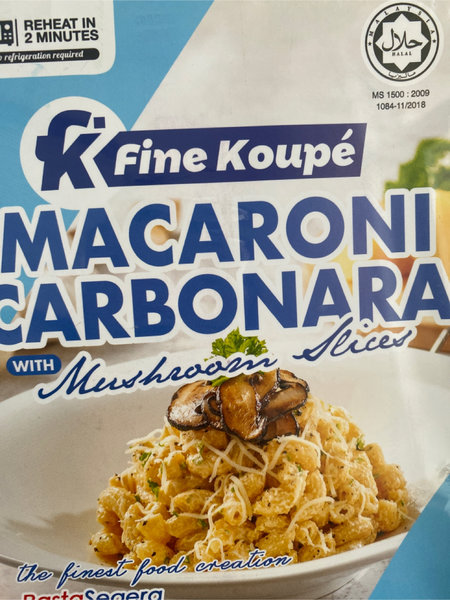 REHEAT IN
2 MINUTES
no refrigeration required
MALAYSIA
حلال
HALAL
MS 1500 : 2009
1084-11/2018
fk Fine Koupé
MACARONI
CARBONARA
WITH Mushroom Slices
the finest food creation
PastaSegera